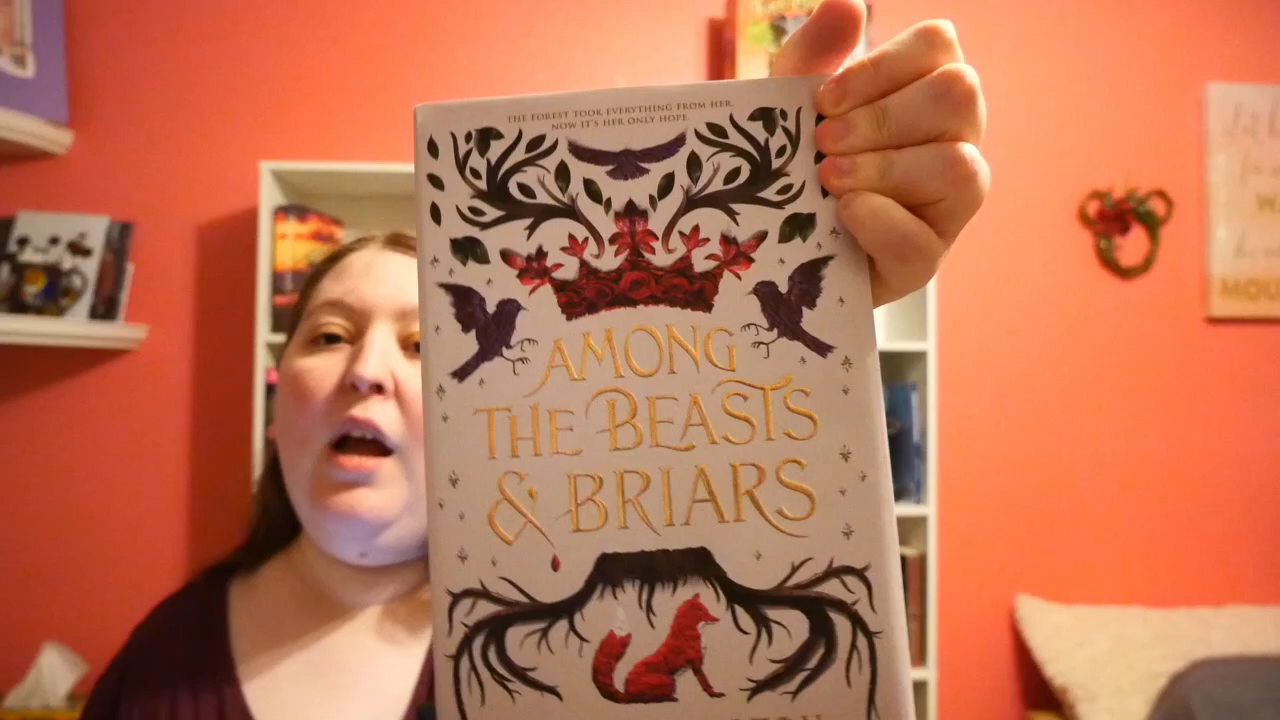 THE FOREST TOOK EVERYTHING FROM HER.
NOW IT'S HER ONLY HOPE.
AMONG
THE BEASTS
& BRIARS